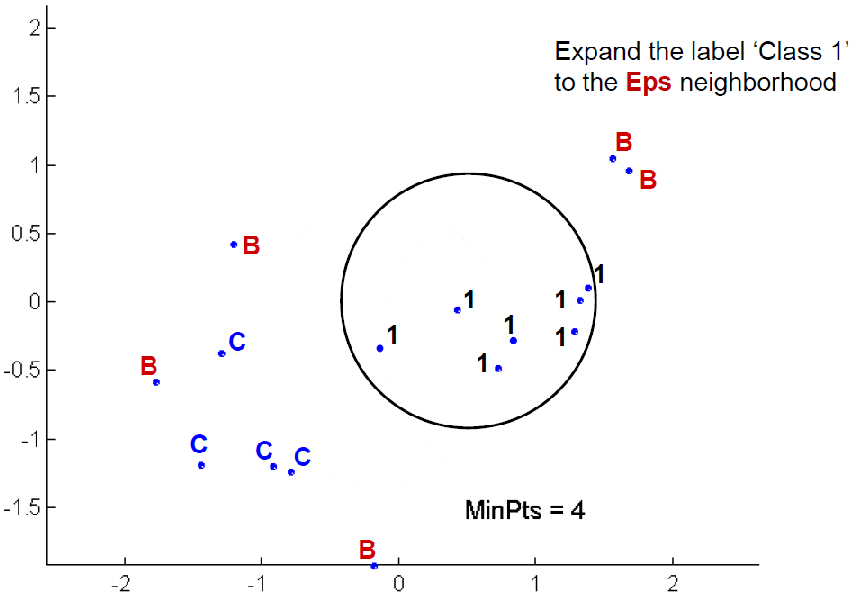 2
Expand the label ‘Class 1’
to the Eps neighborhood
1.5
B
1
B
0.5
B
1
0
1
1
1
C
1
1
B
-0.5
1
C
C
C
-1
-1.5
MinPts = 4
B
-2
-1
0
1
2